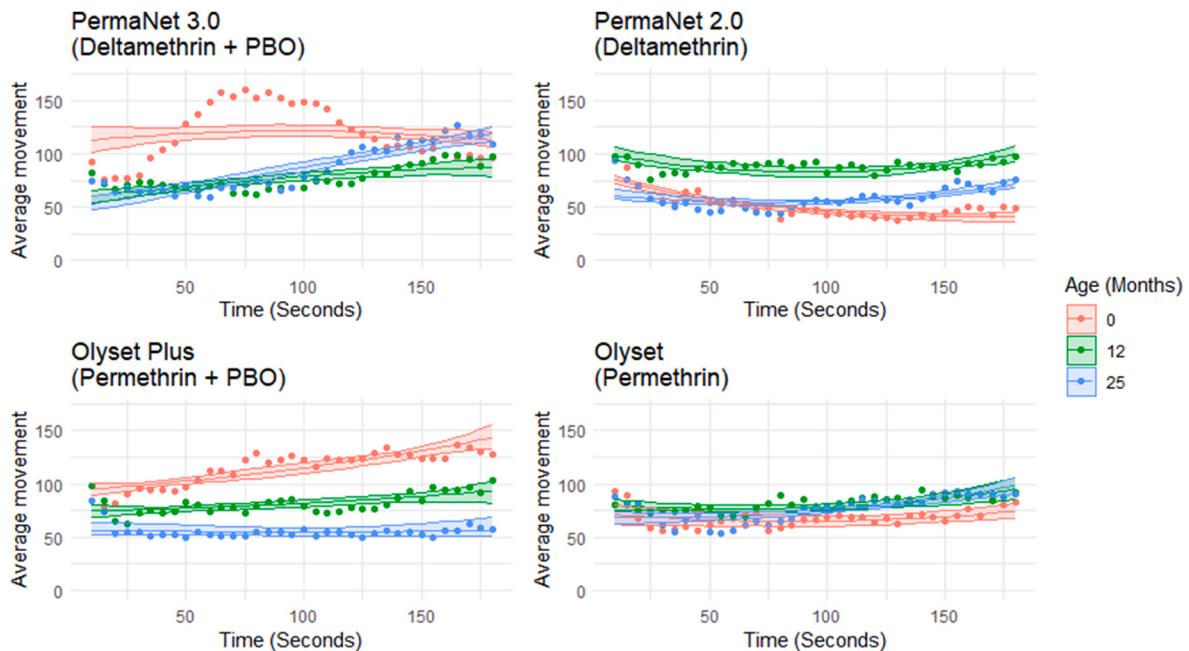 PermaNet 3.0
(Deltamethrin + PBO)
Average movement
150
100
50
0
50
100
150
Time (Seconds)
PermaNet 2.0
(Deltamethrin)
Average movement
150
100
50
0
50
100
150
Time (Seconds)
Olyset Plus
(Permethrin + PBO)
Average movement
150
100
50
0
50
100
150
Time (Seconds)
Olyset
(Permethrin)
Average movement
150
100
50
0
50
100
150
Time (Seconds)
Age (Months)
0
12
25